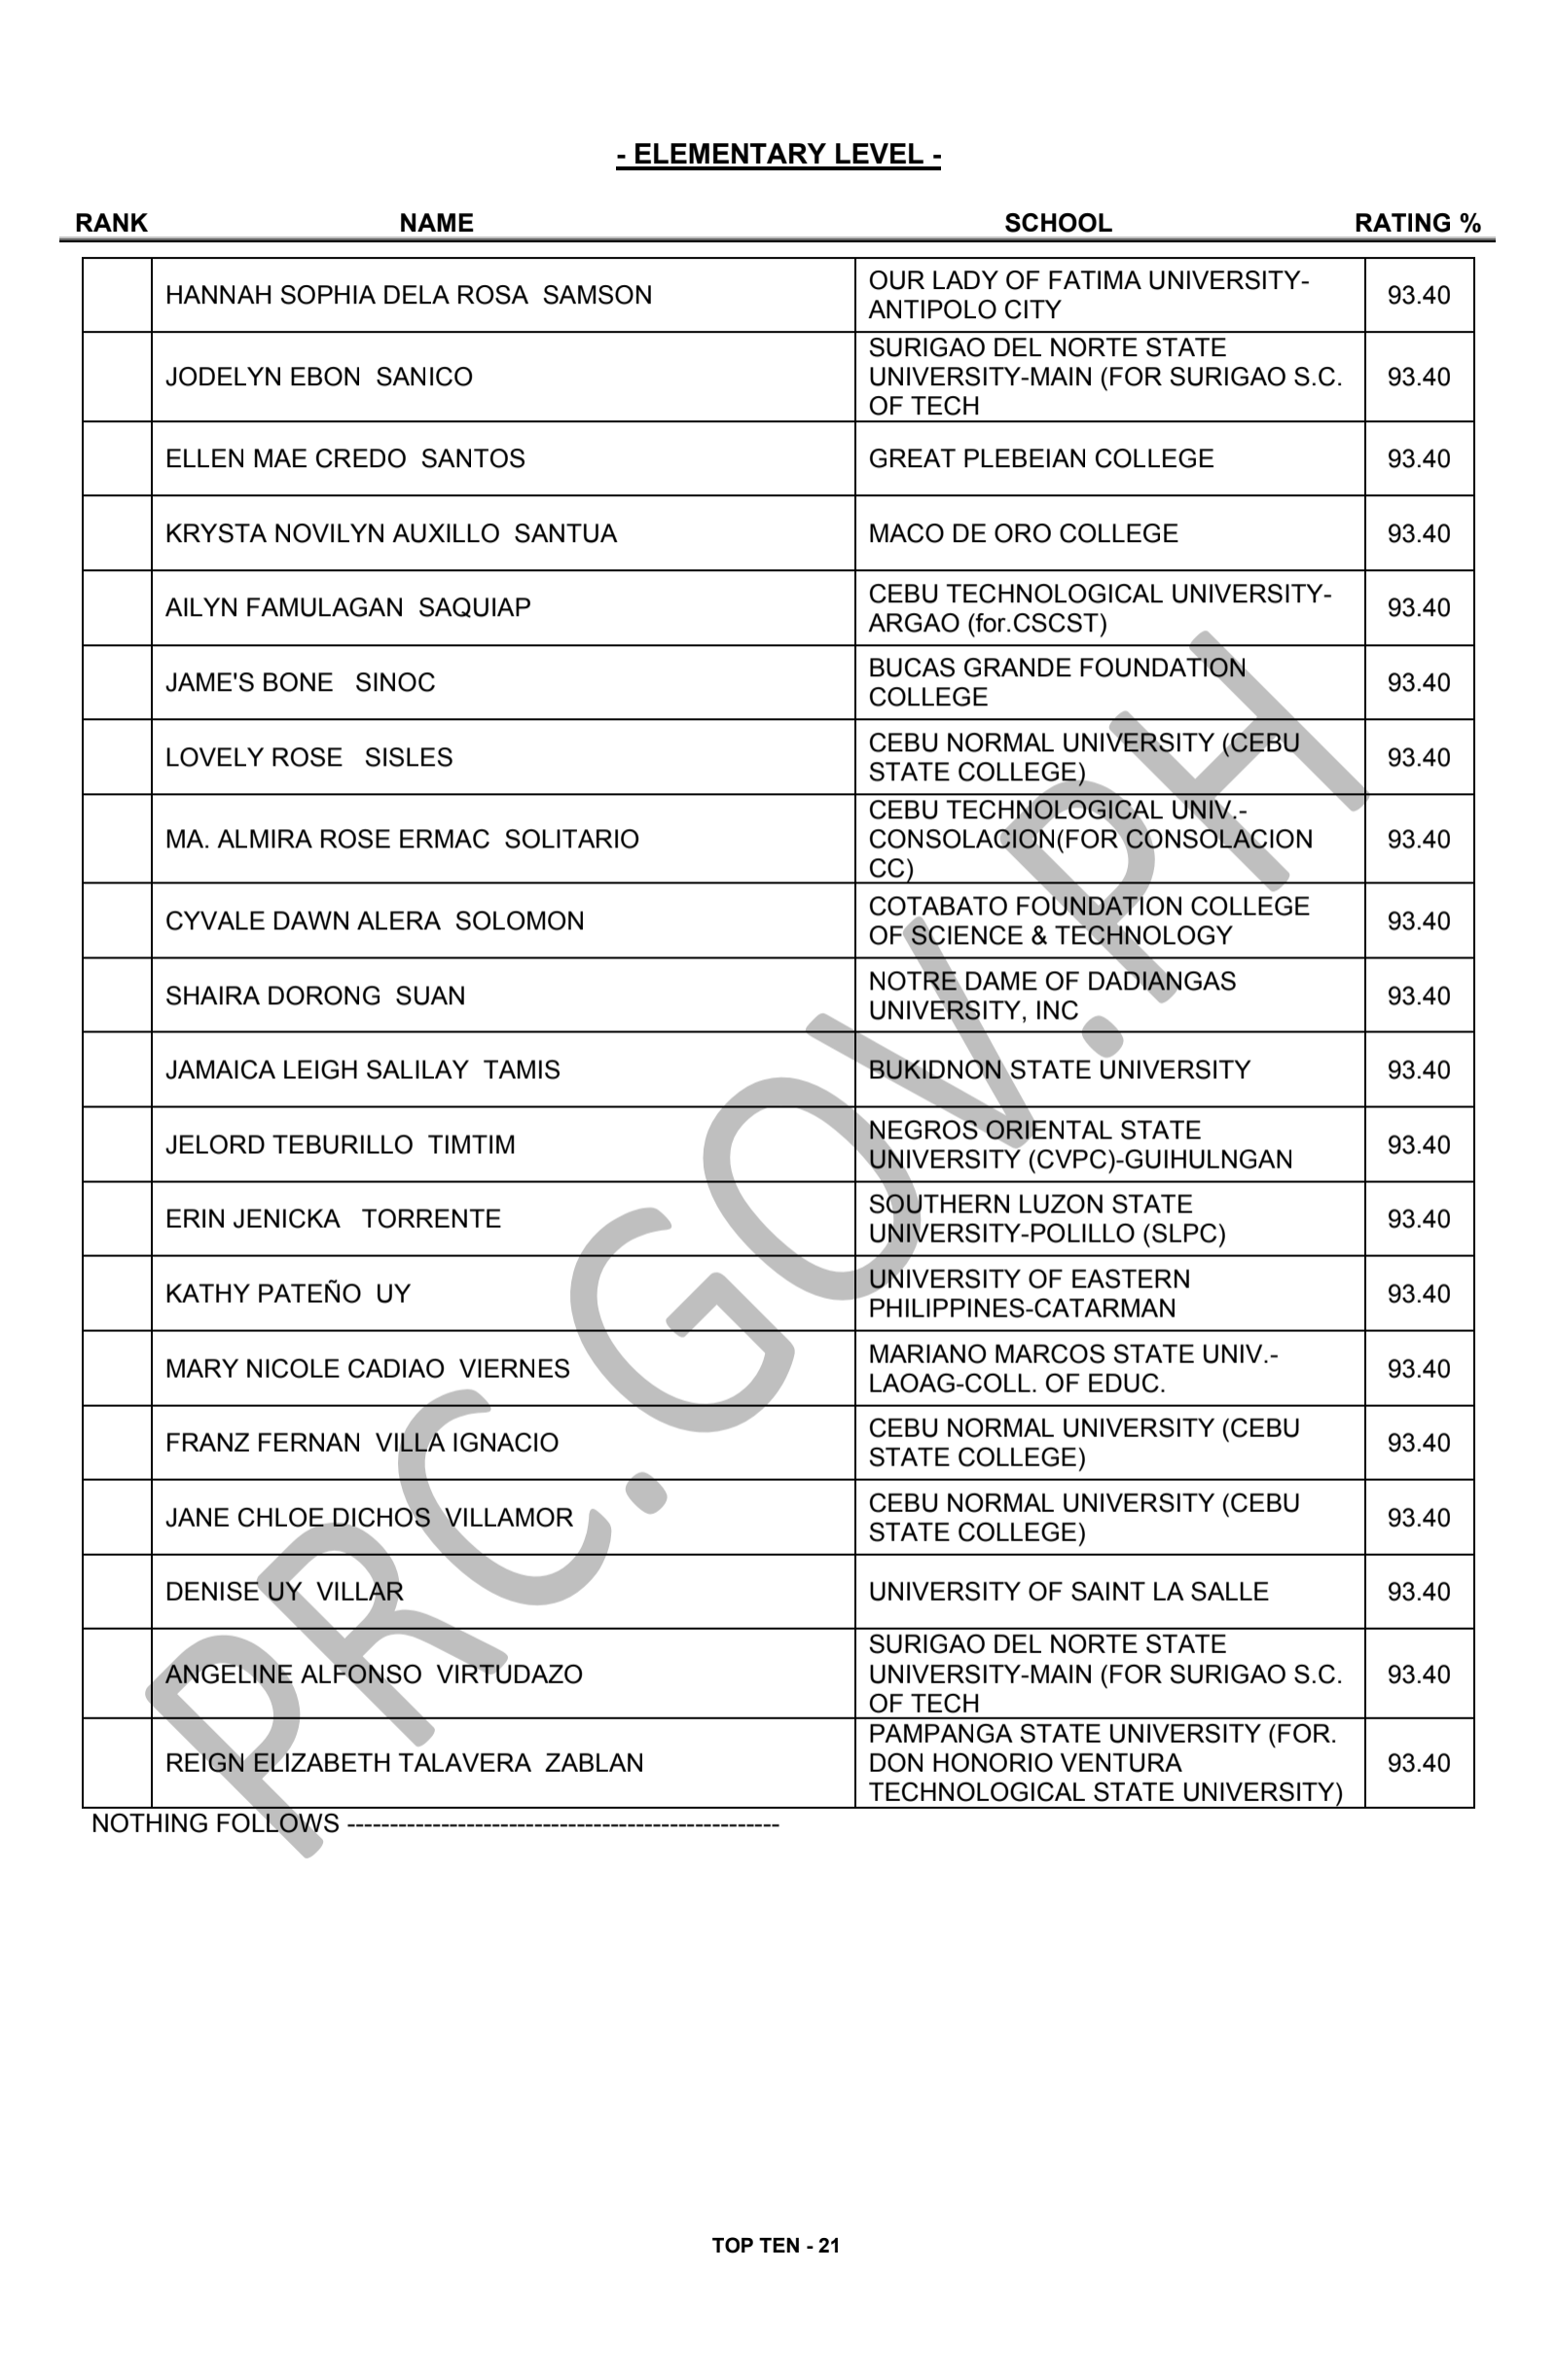 - ELEMENTARY LEVEL -
RANK NAME SCHOOL RATING %
HANNAH SOPHIA DELA ROSA  SAMSON
OUR LADY OF FATIMA UNIVERSITY-
ANTIPOLO CITY
93.40
JODELYN EBON  SANICO
SURIGAO DEL NORTE STATE
UNIVERSITY-MAIN (FOR SURIGAO S.C.
OF TECH
93.40
ELLEN MAE CREDO  SANTOS
GREAT PLEBEIAN COLLEGE
93.40
KRYSTA NOVILYN AUXILLO  SANTUA
MACO DE ORO COLLEGE
93.40
AILYN FAMULAGAN  SAQUIAP
CEBU TECHNOLOGICAL UNIVERSITY-
ARGAO (for.CSCST)
93.40
JAME'S BONE   SINOC
BUCAS GRANDE FOUNDATION
COLLEGE
93.40
LOVELY ROSE   SISLES
CEBU NORMAL UNIVERSITY (CEBU
STATE COLLEGE)
93.40
MA. ALMIRA ROSE ERMAC  SOLITARIO
CEBU TECHNOLOGICAL UNIV.-
CONSOLACION(FOR CONSOLACION
CC)
93.40
CYVALE DAWN ALERA  SOLOMON
COTABATO FOUNDATION COLLEGE
OF SCIENCE & TECHNOLOGY
93.40
SHAIRA DORONG  SUAN
NOTRE DAME OF DADIANGAS
UNIVERSITY, INC
93.40
JAMAICA LEIGH SALILAY  TAMIS
BUKIDNON STATE UNIVERSITY
93.40
JELORD TEBURILLO  TIMTIM
NEGROS ORIENTAL STATE
UNIVERSITY (CVPC)-GUIHULNGAN
93.40
ERIN JENICKA   TORRENTE
SOUTHERN LUZON STATE
UNIVERSITY-POLILLO (SLPC)
93.40
KATHY PATEÑO  UY
UNIVERSITY OF EASTERN
PHILIPPINES-CATARMAN
93.40
MARY NICOLE CADIAO  VIERNES
MARIANO MARCOS STATE UNIV.-
LAOAG-COLL. OF EDUC.
93.40
FRANZ FERNAN  VILLA IGNACIO
CEBU NORMAL UNIVERSITY (CEBU
STATE COLLEGE)
93.40
JANE CHLOE DICHOS  VILLAMOR
CEBU NORMAL UNIVERSITY (CEBU
STATE COLLEGE)
93.40
DENISE UY  VILLAR
UNIVERSITY OF SAINT LA SALLE
93.40
ANGELINE ALFONSO  VIRTUDAZO
SURIGAO DEL NORTE STATE
UNIVERSITY-MAIN (FOR SURIGAO S.C.
OF TECH
93.40
REIGN ELIZABETH TALAVERA  ZABLAN
PAMPANGA STATE UNIVERSITY (FOR.
DON HONORIO VENTURA
TECHNOLOGICAL STATE UNIVERSITY)
93.40
NOTHING FOLLOWS ---------------------------------------------------
PRC.GOV.PH
TOP TEN - 21